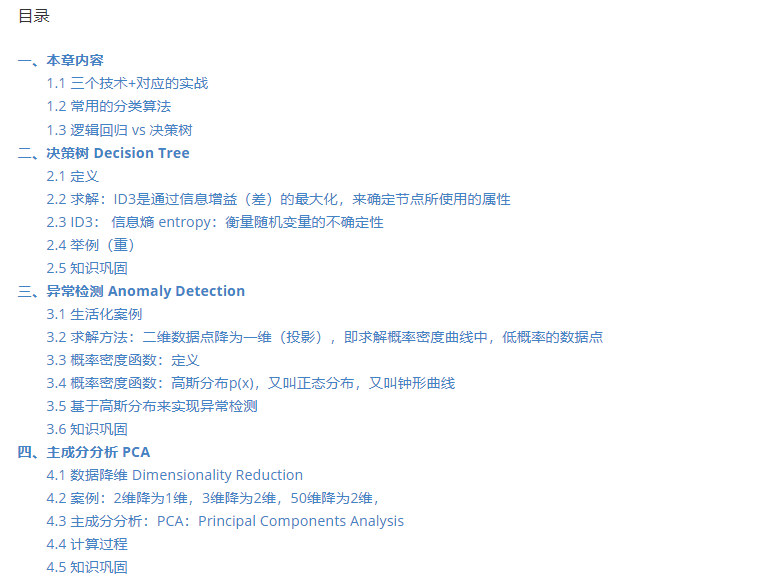 目录
一、本章内容
1.1 三个技术+对应的实战
1.2 常用的分类算法
1.3 逻辑回归 vs 决策树
二、决策树 Decision Tree
2.1 定义
2.2 求解：ID3是通过信息增益（差）的最大化，来确定节点所使用的属性
2.3 ID3： 信息熵 entropy：衡量随机变量的不确定性
2.4 举例（重）
2.5 知识巩固
三、异常检测 Anomaly Detection
3.1 生活化案例
3.2 求解方法：二维数据点降为一维（投影），即求解概率密度曲线中，低概率的数据点
3.3 概率密度函数：定义
3.4 概率密度函数：高斯分布p(x)，又叫正态分布，又叫钟形曲线
3.5 基于高斯分布来实现异常检测
3.6 知识巩固
四、主成分分析 PCA
4.1 数据降维 Dimensionality Reduction
4.2 案例：2维降为1维，3维降为2维，50维降为2维，
4.3 主成分分析：PCA：Principal Components Analysis
4.4 计算过程
4.5 知识巩固